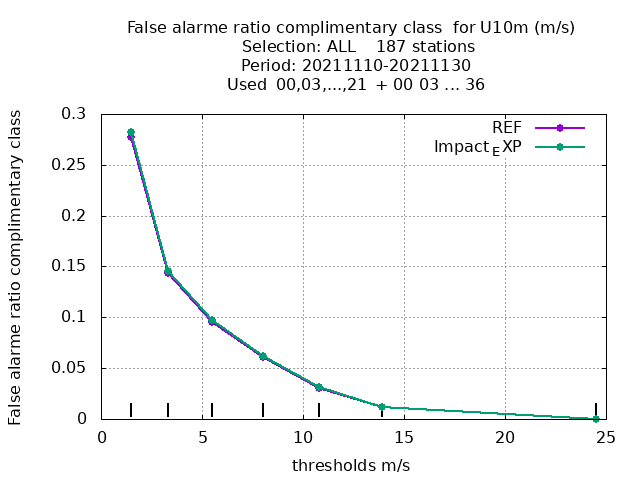 False alarme ratio complimentary class  for U10m (m/s)
Selection: ALL    187 stations
Period: 20211110-20211130
Used  00,03,...,21  + 00 03 ... 36
False alarme ratio complimentary class
0.3
0.25
0.2
0.15
0.1
0.05
0
REF
Impact_EXP
0 5 10 15 20 25
thresholds m/s